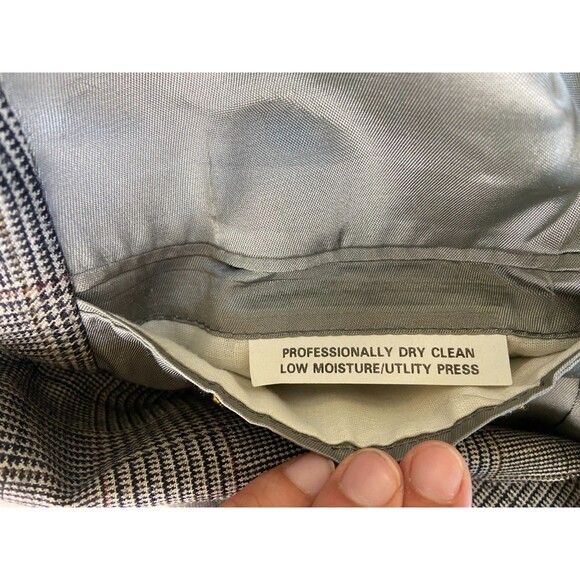 PROFESSIONALLY DRY CLEAN
LOW MOISTURE/UTLITY PRESS